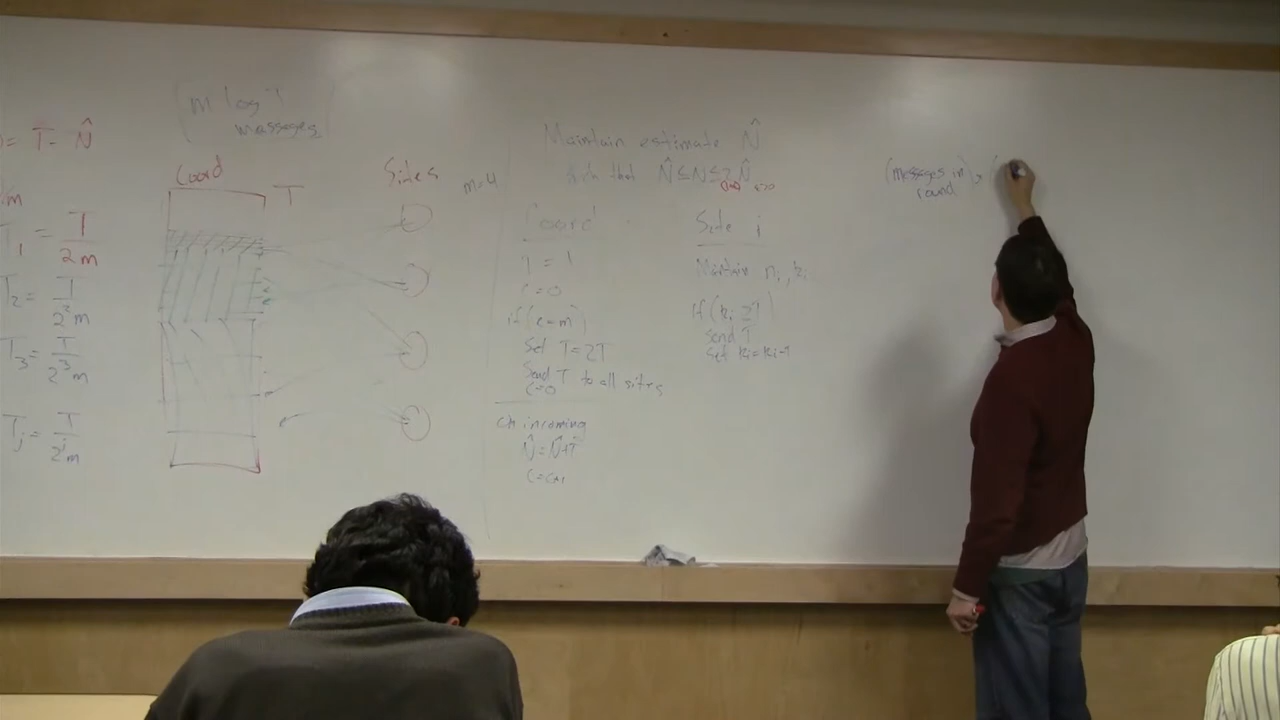 = T - N̂
/m
T₁ = T/2m
T₂ = T/2²m
T₃ = T/2³m
Tⱼ = T/2ʲm
m log
messages
Coord
T
Sites
m=4
Maintain estimate N̂
such that N̂ ≤ N ≤ 2N̂
Coord
T = 1
c = 0
if (c=m)
Set T=2T
Send T to all sites
c=0
on incoming
N̂ = N̂+T
c=c+1
Site i
Maintain nᵢ, kᵢ
if (kᵢ ≥ T)
send T
set kᵢ=kᵢ-T
(messages in
round)